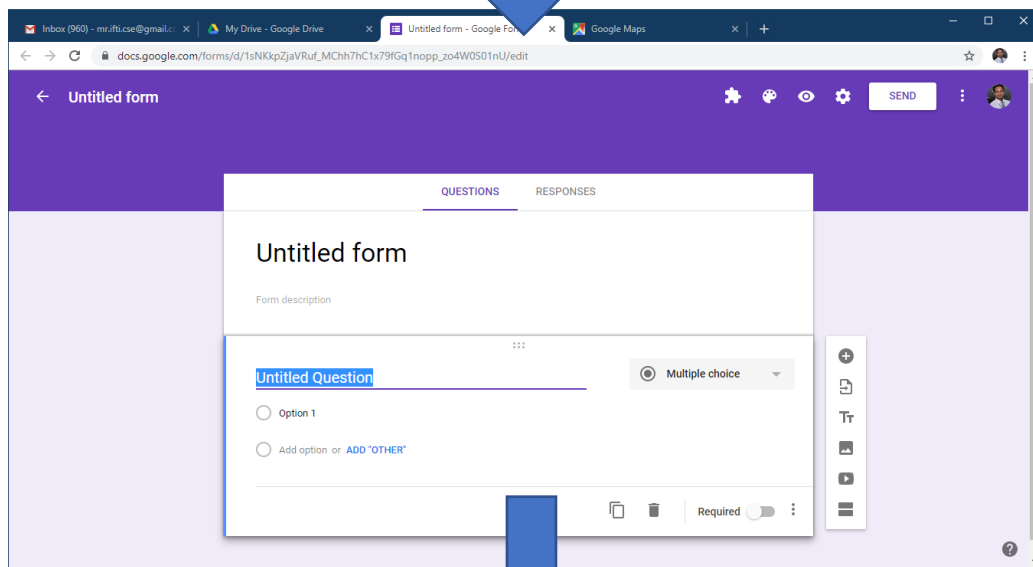 Inbox (960) - mr.ifti.cse@gmail.c
My Drive - Google Drive
Untitled form - Google For
Google Maps
docs.google.com/forms/d/1sNKkpZjaVRuf_MChh7hC1x79fGq1nopp_zo4W0S01nU/edit
Untitled form
SEND
QUESTIONS RESPONSES
Untitled form
Form description
Untitled Question
Multiple choice
Option 1
Add option or ADD "OTHER"
Tт
Required